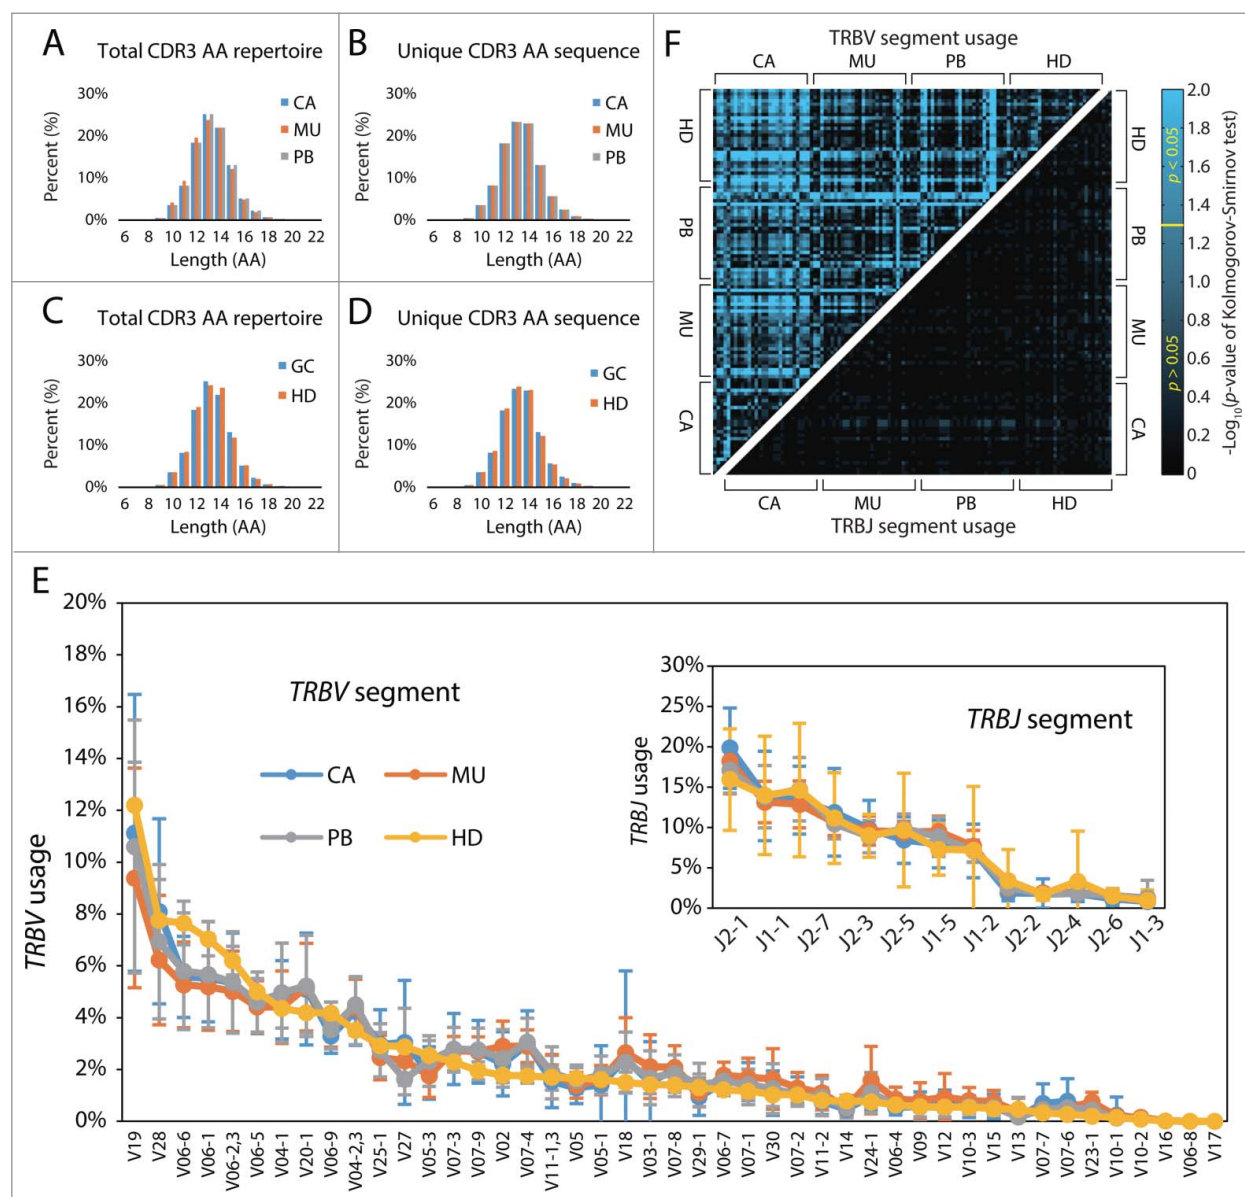 A
Total CDR3 AA repertoire
30%
20%
10%
0%
Percent (%)
CA
MU
PB
6 8 10 12 14 16 18 20 22
Length (AA)
B
Unique CDR3 AA sequence
30%
20%
10%
0%
Percent (%)
CA
MU
PB
6 8 10 12 14 16 18 20 22
Length (AA)
C
Total CDR3 AA repertoire
30%
20%
10%
0%
Percent (%)
GC
HD
6 8 10 12 14 16 18 20 22
Length (AA)
D
Unique CDR3 AA sequence
30%
20%
10%
0%
Percent (%)
GC
HD
6 8 10 12 14 16 18 20 22
Length (AA)
F
TRBV segment usage
CA MU PB HD
HD
PB
MU
CA
HD
PB
MU
CA
CA MU PB HD
TRBJ segment usage
2.0
1.8
1.6
1.4
1.2
1.0
0.8
0.6
0.4
0.2
0
p < 0.05
p > 0.05
-Log10(p-value of Kolmogorov-Smirnov test)
E
20%
18%
16%
14%
12%
10%
8%
6%
4%
2%
0%
TRBV usage
TRBV segment
CA MU
PB HD
V19 V28 V06-6 V06-1 V06-2,3 V06-5 V04-1 V20-1 V06-9 V04-2,3 V25-1 V27 V05-3 V07-3 V07-9 V02 V07-4 V11-1,3 V05 V05-1 V18 V03-1 V07-8 V29-1 V06-7 V07-1 V30 V07-2 V11-2 V14 V24-1 V06-4 V09 V12 V10-3 V15 V13 V07-7 V07-6 V23-1 V10-1 V10-2 V16 V06-8 V17
30%
25%
20%
15%
10%
5%
0%
TRBJ usage
TRBJ segment
J2-1 J1-1 J2-7 J2-3 J2-5 J1-5 J1-2 J2-2 J2-4 J2-6 J1-3